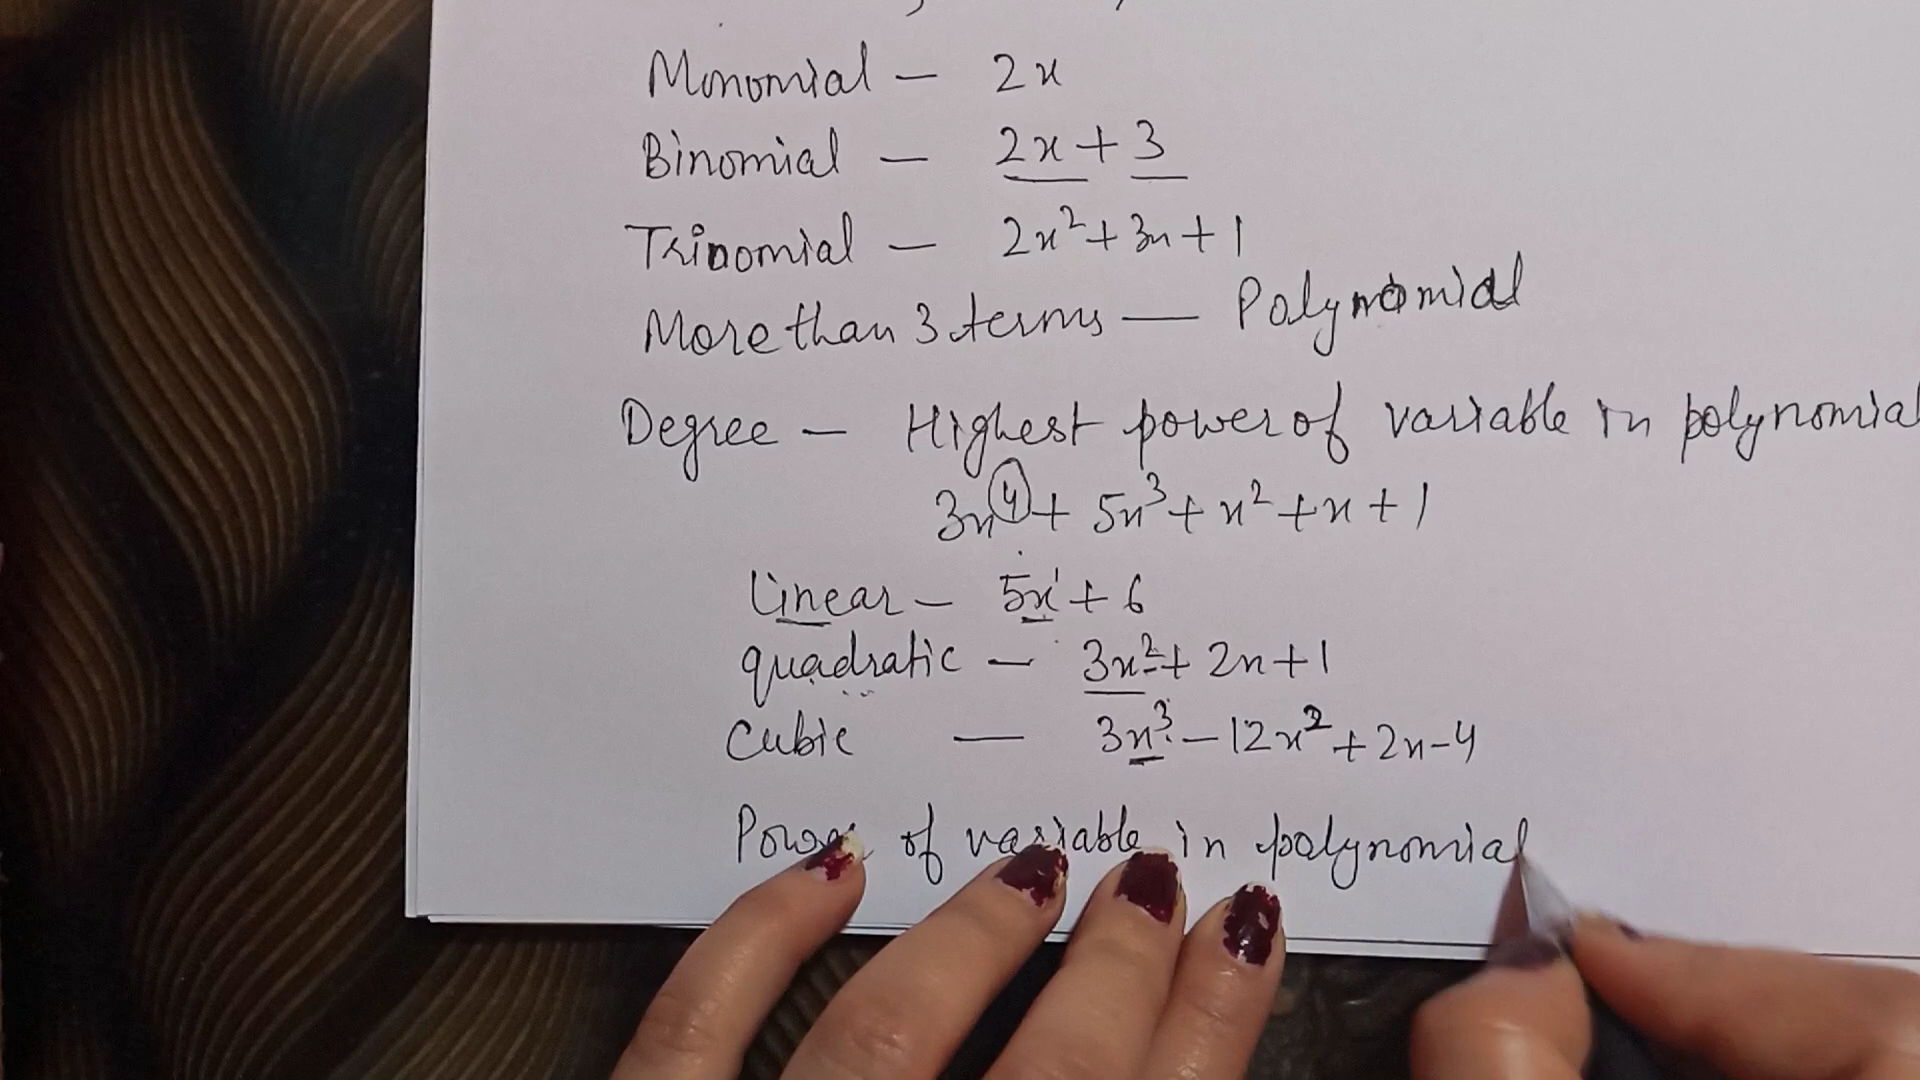 Monomial — 2x
Binomial — 2x + 3
Trinomial — 2x² + 3x + 1
More than 3 terms — Polynomial
Degree — Highest power of variable in polynomial
3x⁴ + 5x³ + x² + x + 1
Linear — 5x¹ + 6
quadratic — 3x² + 2x + 1
Cubic — 3x³ — 12x² + 2x - 4
Power of variable in polynomial